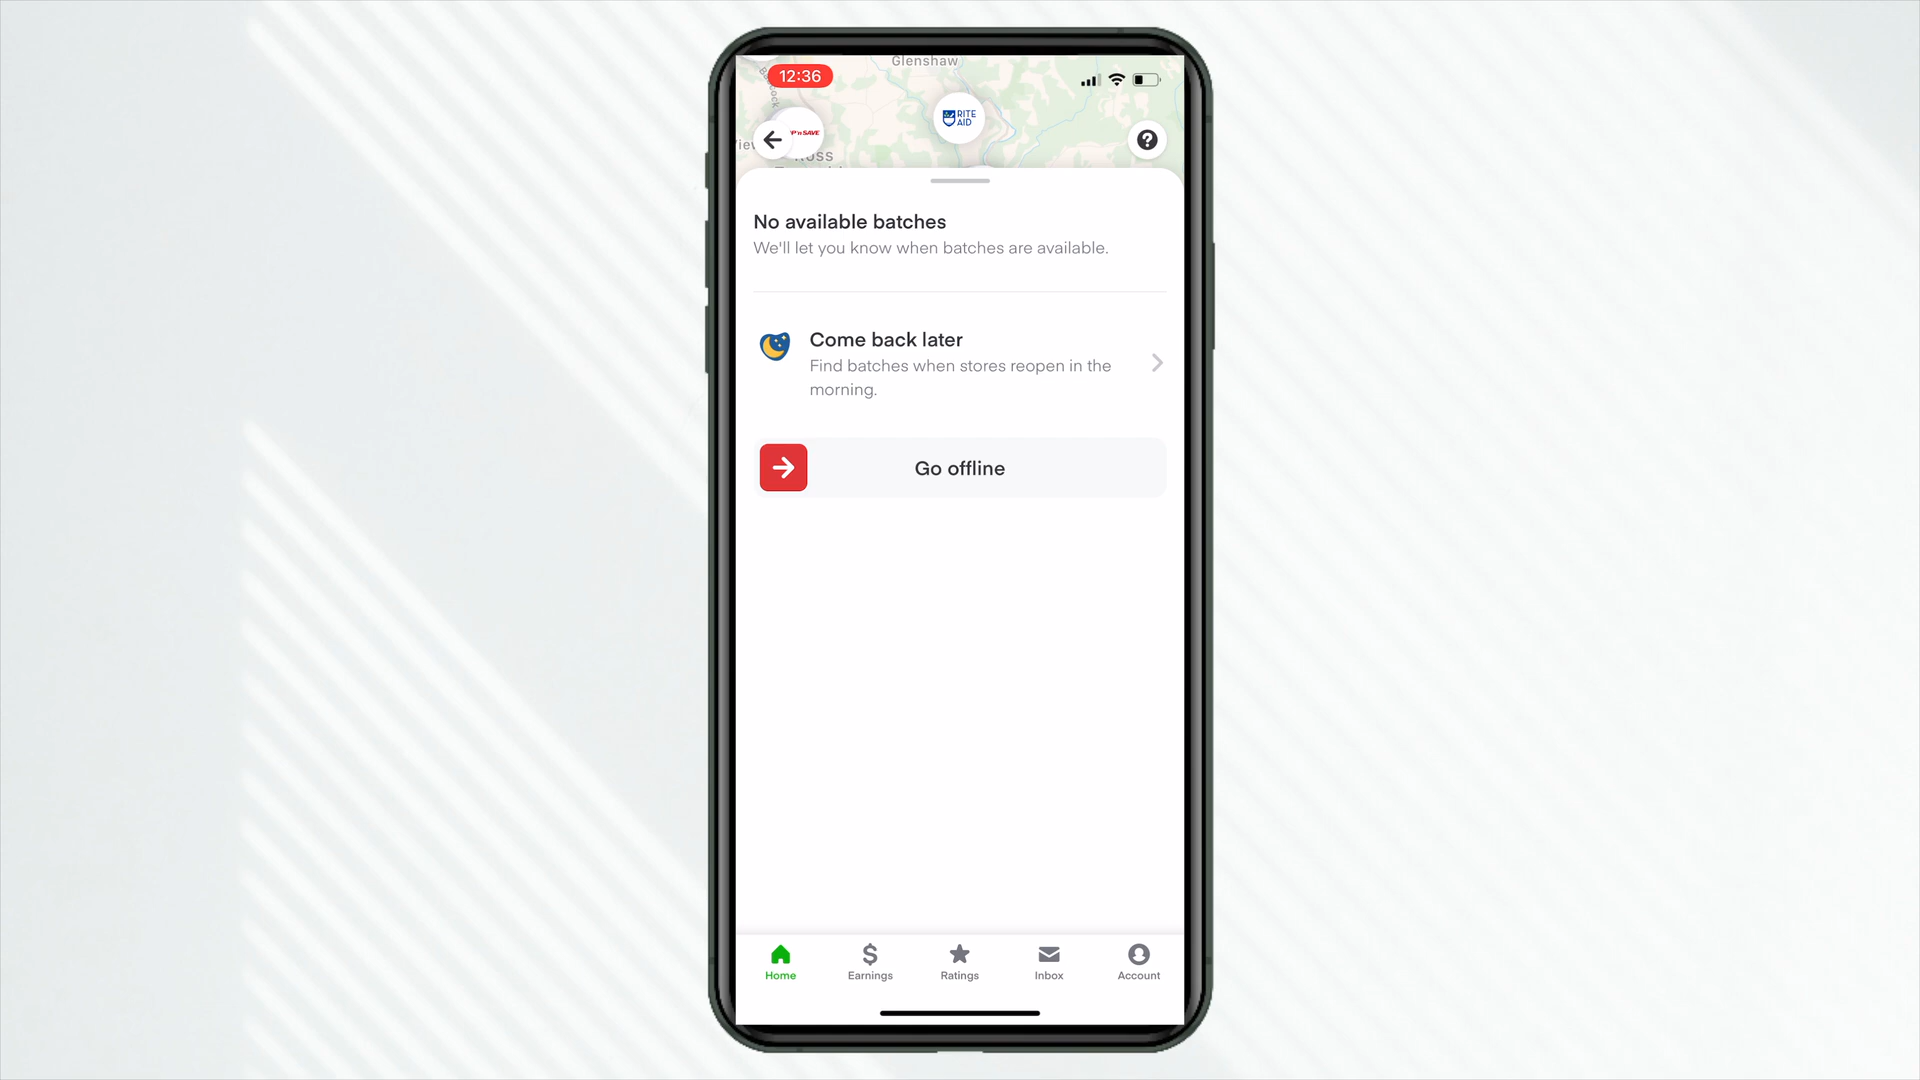 Glenshaw
12:36
RITE
AID
P'n SAVE
No available batches
We'll let you know when batches are available.
Come back later
Find batches when stores reopen in the
morning.
Go offline
Home
Earnings
Ratings
Inbox
Account